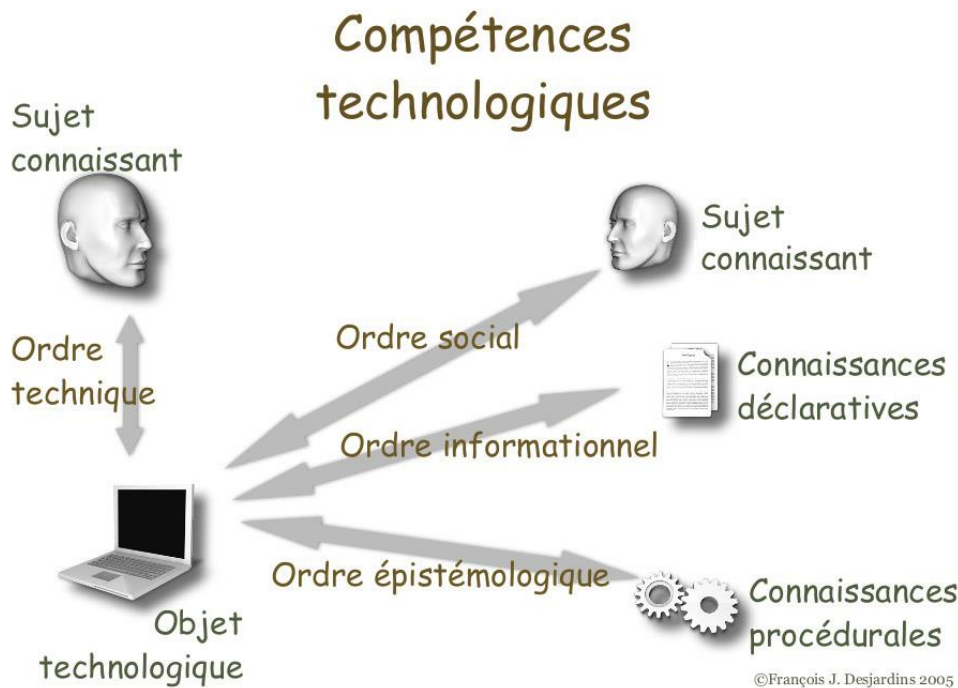 Compétences
technologiques
Sujet
connaissant
Sujet
connaissant
Ordre
technique
Ordre social
Connaissances
déclaratives
Ordre informationnel
Ordre épistémologique
Objet
technologique
Connaissances
procédurales
©François J. Desjardins 2005